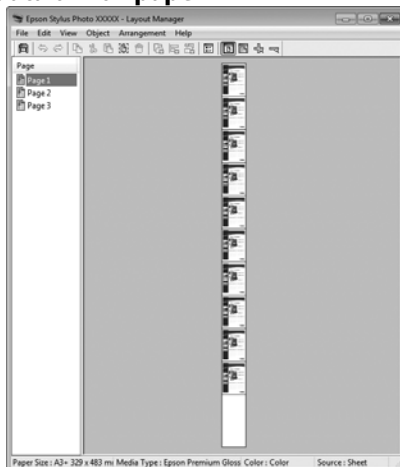 Epson Stylus Photo XXXXX - Layout Manager
File Edit View Object Arrangement Help
Page
Page 1
Page 2
Page 3
Paper Size : A3+ 329 x 483 mi Media Type : Epson Premium Gloss Color : Color Source : Sheet